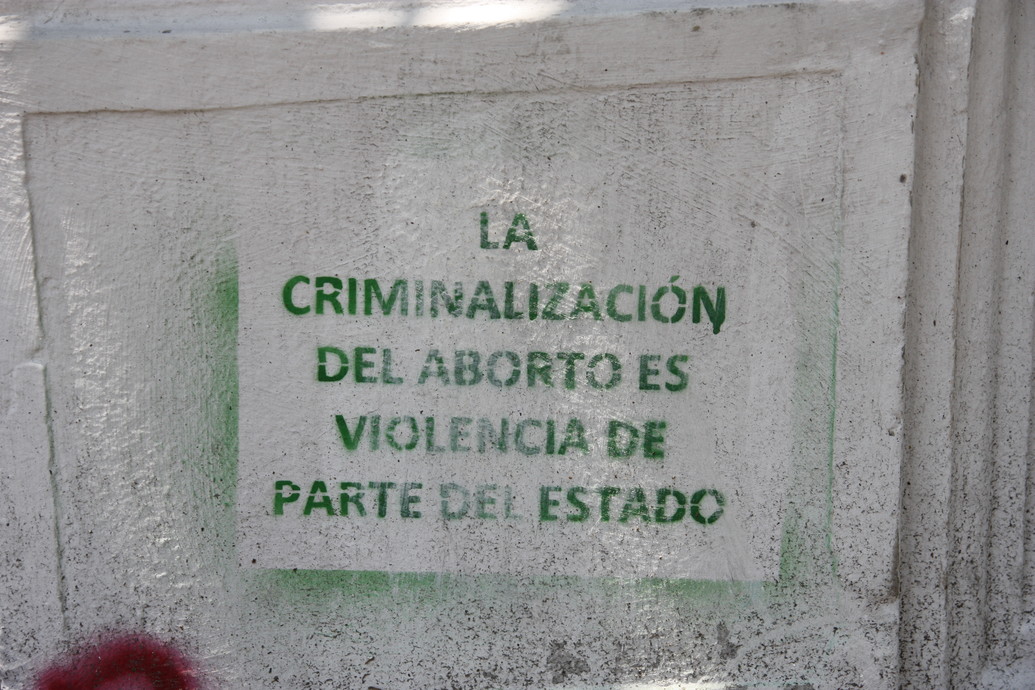 LA
CRIMINALIZACIÓN
DEL ABORTO ES
VIOLENCIA DE
PARTE DEL ESTADO